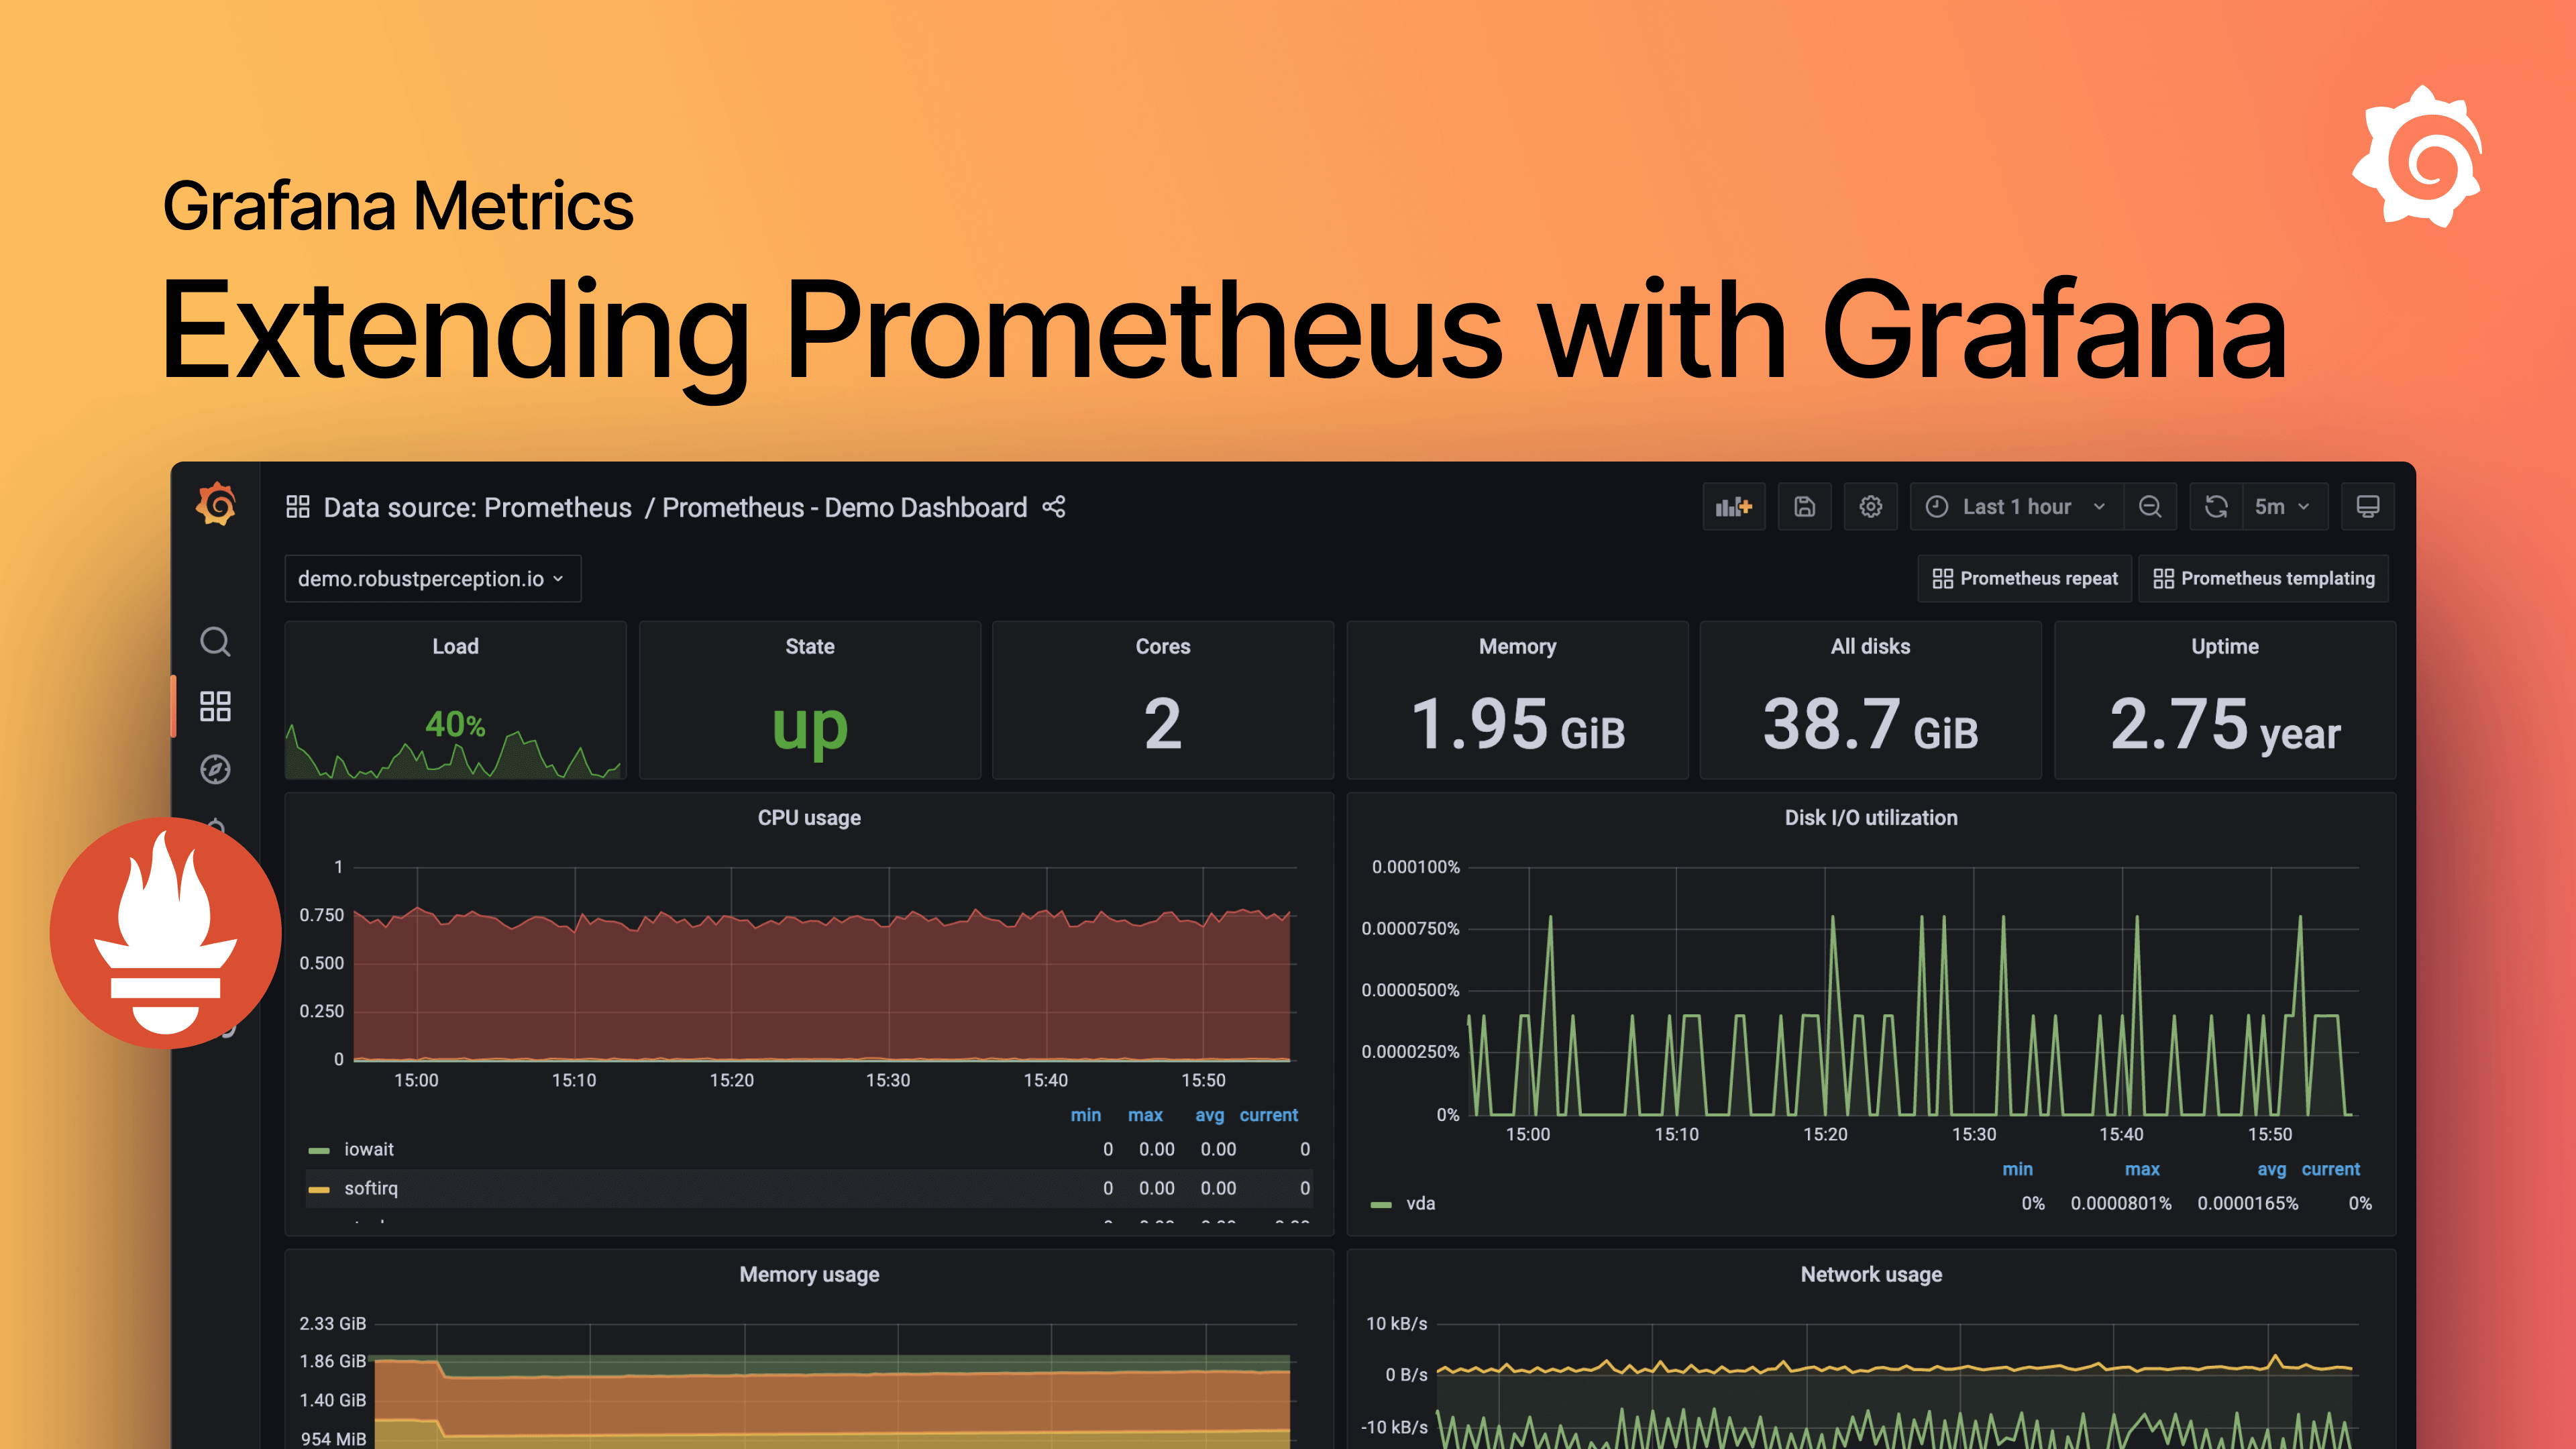 Grafana Metrics
Extending Prometheus with Grafana
Data source: Prometheus / Prometheus - Demo Dashboard
Last 1 hour
5m
demo.robustperception.io
Prometheus repeat
Prometheus templating
Load
40%
State
up
Cores
2
Memory
1.95 GiB
All disks
38.7 GiB
Uptime
2.75 year
CPU usage
1
0.750
0.500
0.250
0
15:00 15:10 15:20 15:30 15:40 15:50
min max avg current
iowait 0 0.00 0.00 0
softirq 0 0.00 0.00 0
Disk I/O utilization
0.000100%
0.0000750%
0.0000500%
0.0000250%
0%
15:00 15:10 15:20 15:30 15:40 15:50
min max avg current
vda 0% 0.0000801% 0.0000165% 0%
Memory usage
2.33 GiB
1.86 GiB
1.40 GiB
954 MiB
Network usage
10 kB/s
0 B/s
-10 kB/s